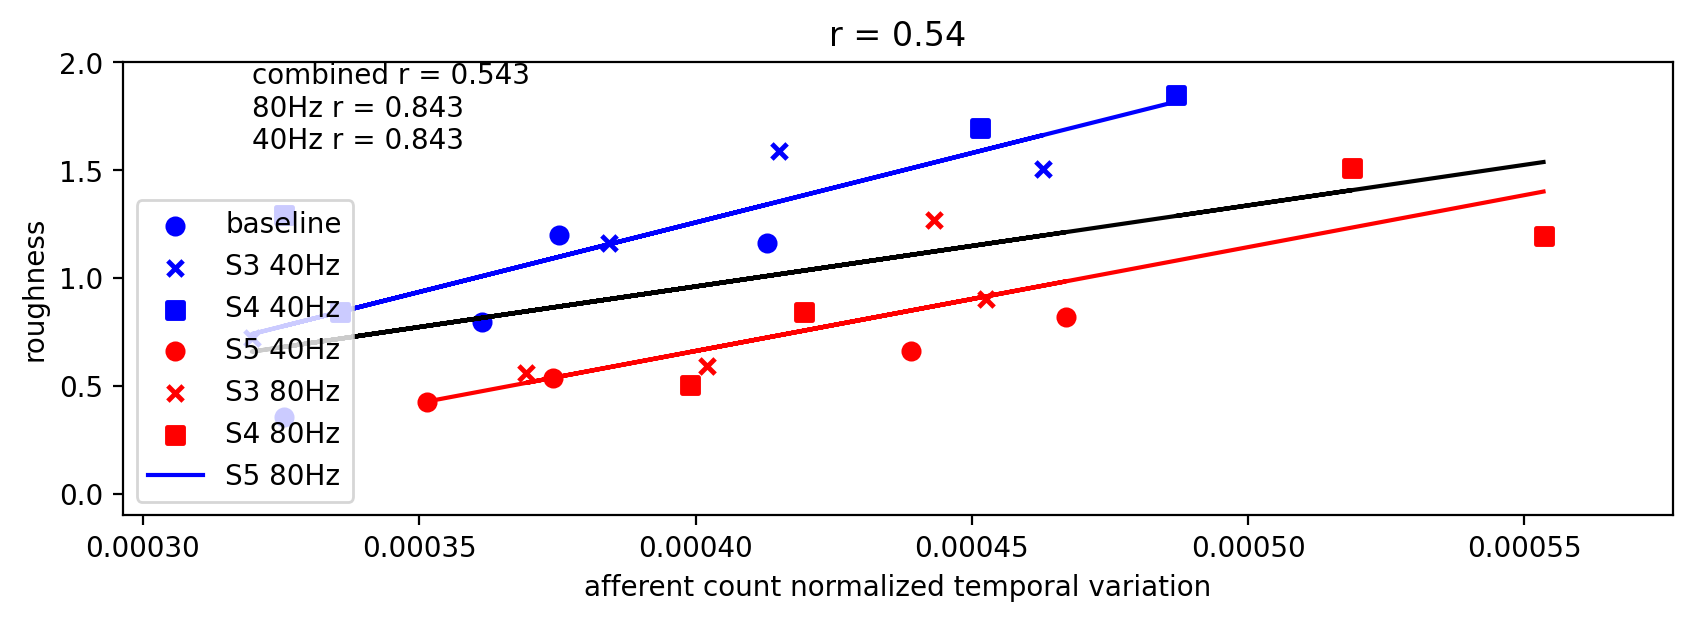 r = 0.54
combined r = 0.543
80Hz r = 0.843
40Hz r = 0.843
baseline
S3 40Hz
S4 40Hz
S5 40Hz
S3 80Hz
S4 80Hz
S5 80Hz
roughness
2.0
1.5
1.0
0.5
0.0
0.00030
0.00035
0.00040
0.00045
0.00050
0.00055
afferent count normalized temporal variation